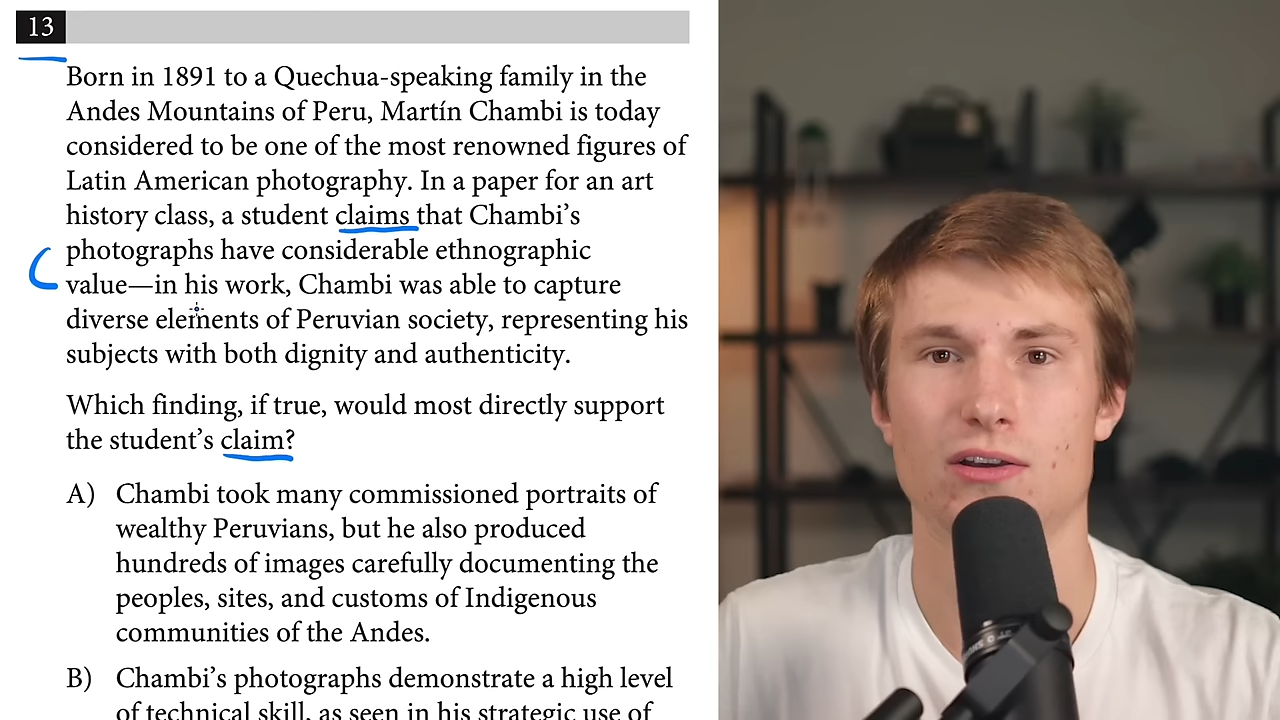 13
Born in 1891 to a Quechua-speaking family in the
Andes Mountains of Peru, Martín Chambi is today
considered to be one of the most renowned figures of
Latin American photography. In a paper for an art
history class, a student claims that Chambi’s
photographs have considerable ethnographic
value—in his work, Chambi was able to capture
diverse elements of Peruvian society, representing his
subjects with both dignity and authenticity.
Which finding, if true, would most directly support
the student’s claim?
A) Chambi took many commissioned portraits of
wealthy Peruvians, but he also produced
hundreds of images carefully documenting the
peoples, sites, and customs of Indigenous
communities of the Andes.
B) Chambi’s photographs demonstrate a high level
of technical skill, as seen in his strategic use of